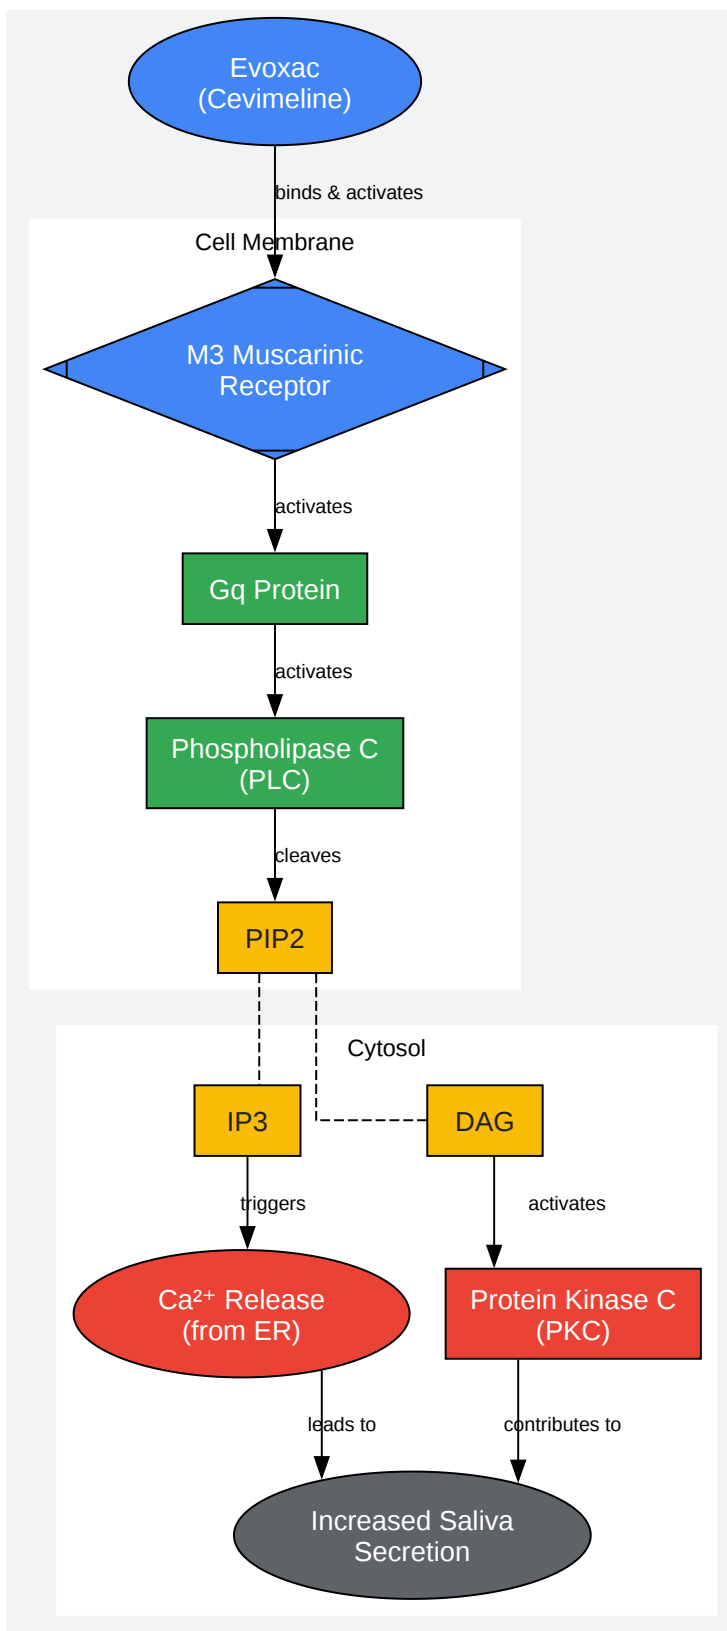 Evoxac
(Cevimeline)
binds & activates
Cell Membrane
M3 Muscarinic
Receptor
activates
Gq Protein
activates
Phospholipase C
(PLC)
cleaves
PIP2
Cytosol
IP3
DAG
triggers
activates
Ca²⁺ Release
(from ER)
Protein Kinase C
(PKC)
leads to
contributes to
Increased Saliva
Secretion